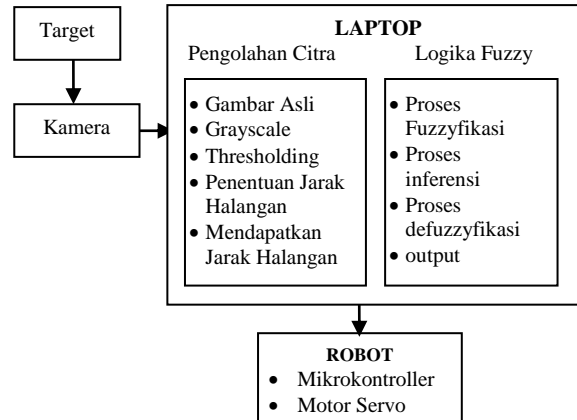 Target
Kamera
LAPTOP
Pengolahan Citra
• Gambar Asli
• Grayscale
• Thresholding
• Penentuan Jarak
Halangan
• Mendapatkan
Jarak Halangan
Logika Fuzzy
• Proses
Fuzzyfikasi
• Proses
inferensi
• Proses
defuzzyfikasi
• output
ROBOT
• Mikrokontroller
• Motor Servo